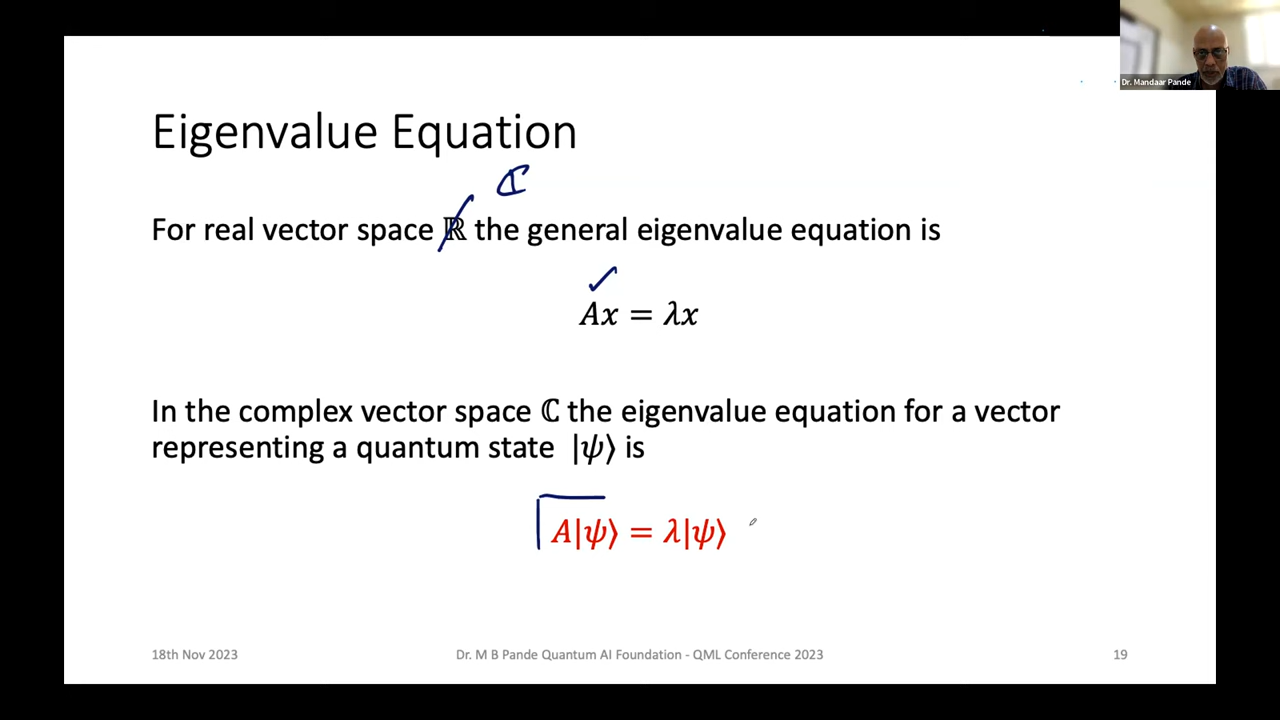 Dr. Mandaar Pande
Eigenvalue Equation
ℂ
For real vector space ℝ the general eigenvalue equation is
Ax = λx
In the complex vector space ℂ the eigenvalue equation for a vector
representing a quantum state |ψ⟩ is
A|ψ⟩ = λ|ψ⟩
18th Nov 2023
Dr. M B Pande Quantum AI Foundation - QML Conference 2023
19